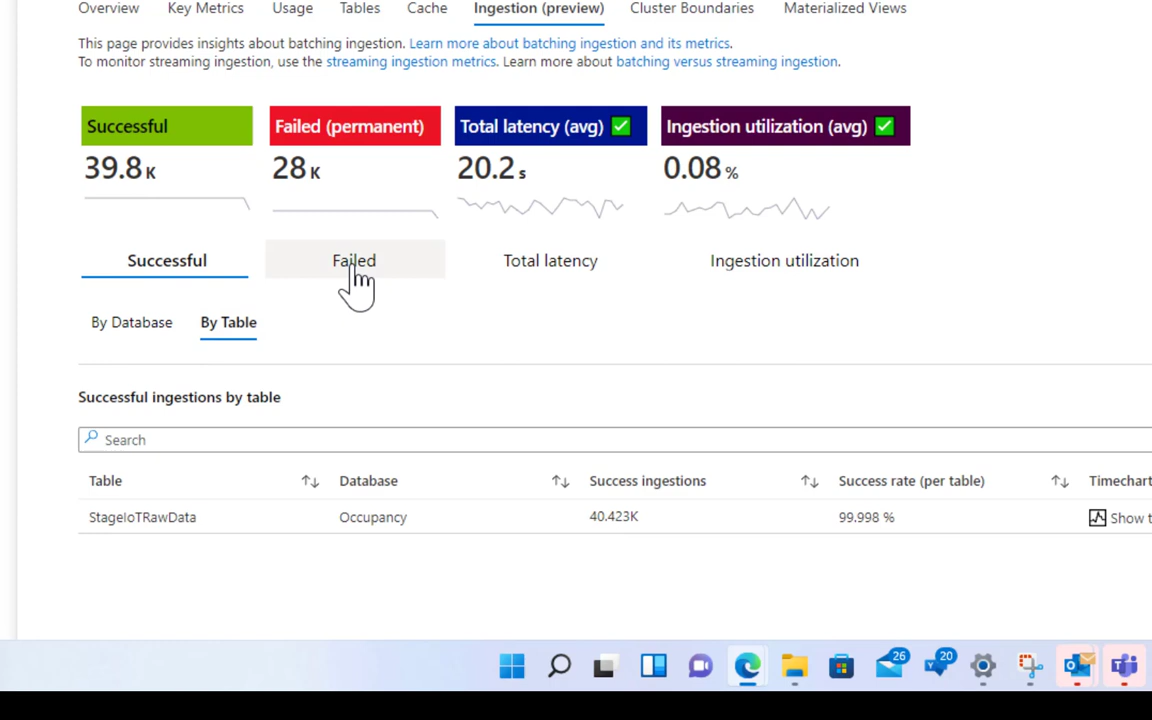 Overview Key Metrics Usage Tables Cache Ingestion (preview) Cluster Boundaries Materialized Views
This page provides insights about batching ingestion. Learn more about batching ingestion and its metrics.
To monitor streaming ingestion, use the streaming ingestion metrics. Learn more about batching versus streaming ingestion.
Successful Failed (permanent) Total latency (avg) ✅ Ingestion utilization (avg) ✅
39.8 K 28 K 20.2 s 0.08 %
Successful Failed Total latency Ingestion utilization
By Database By Table
Successful ingestions by table
Search
Table Database Success ingestions Success rate (per table) Timechart
StageIoTRawData Occupancy 40.423K 99.998 % Show t
26 20